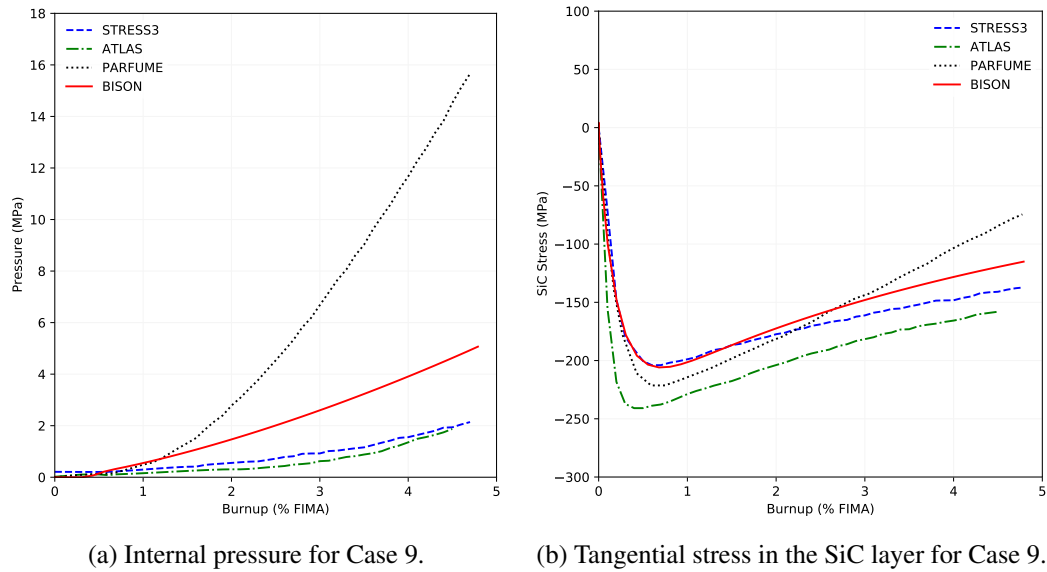 18
16
14
12
10
8
6
4
2
0
Pressure (MPa)
STRESS3
ATLAS
PARFUME
BISON
0 1 2 3 4 5
Burnup (% FIMA)
(a) Internal pressure for Case 9.
100
50
0
−50
−100
−150
−200
−250
−300
SiC Stress (MPa)
STRESS3
ATLAS
PARFUME
BISON
0 1 2 3 4 5
Burnup (% FIMA)
(b) Tangential stress in the SiC layer for Case 9.